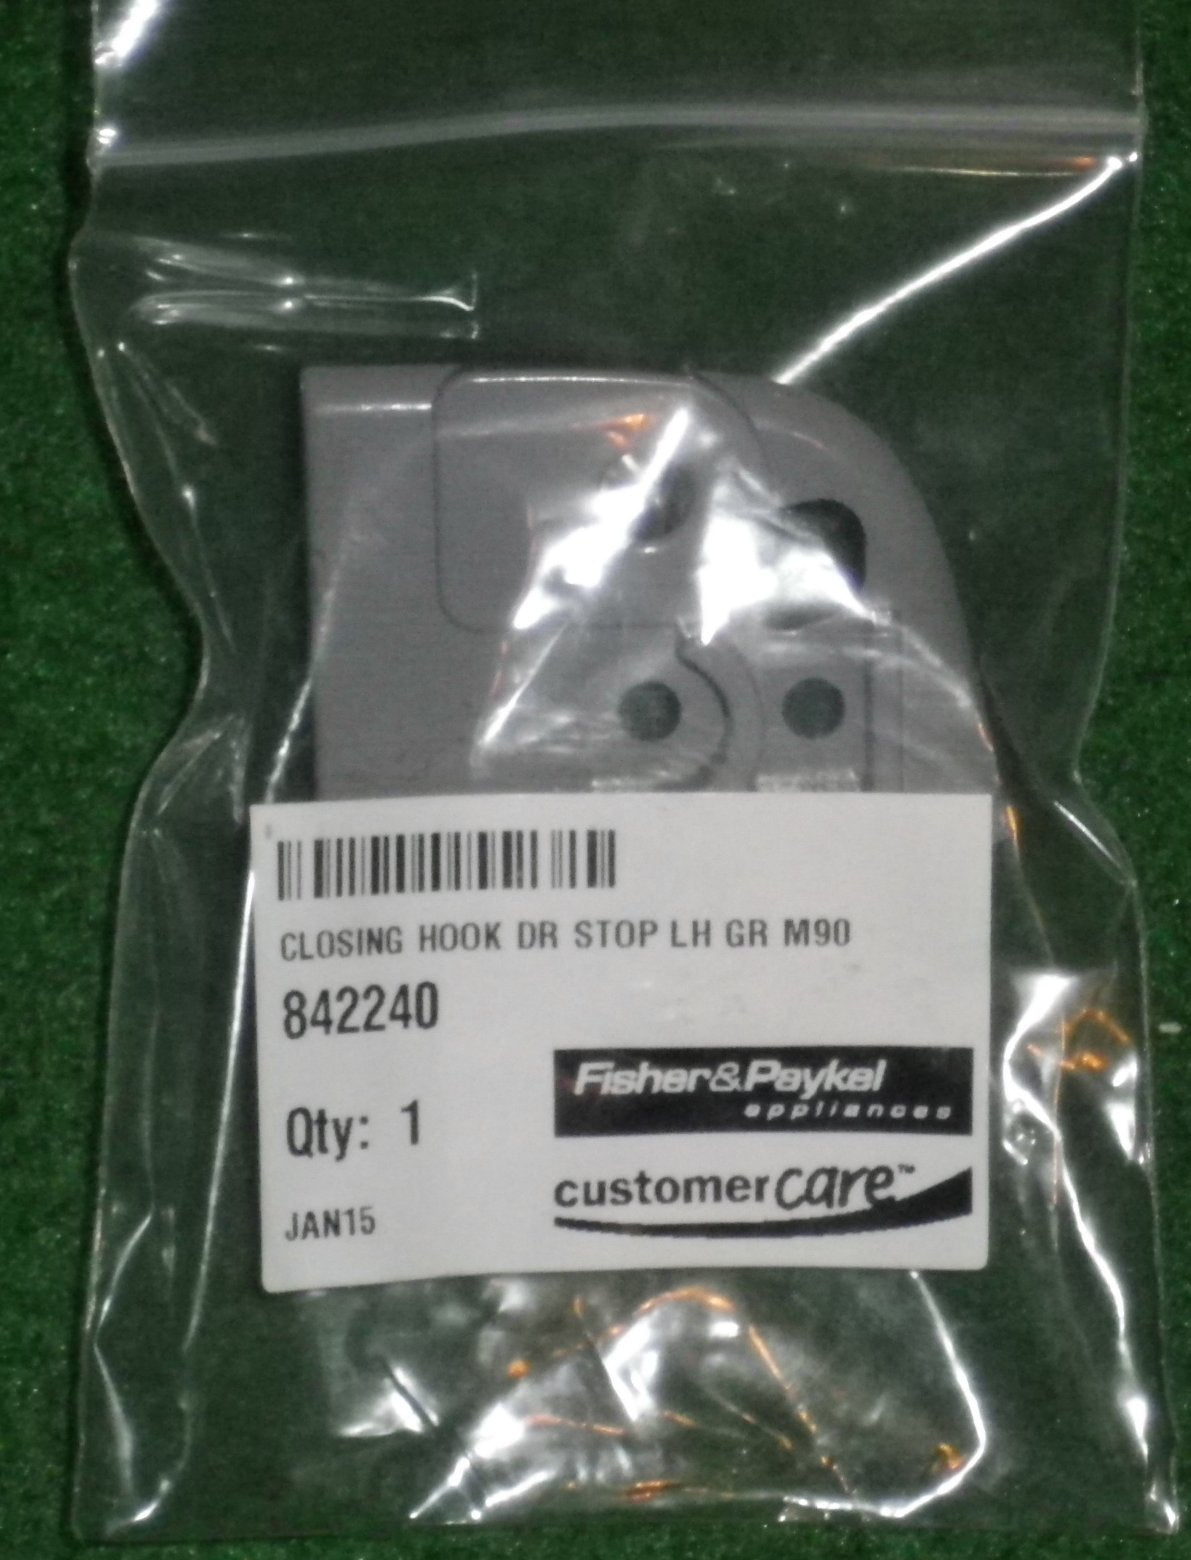 CLOSING HOOK DR STOP LH GR M90
842240
Fisher&Paykel
appliances
Qty: 1
customercare™
JAN15